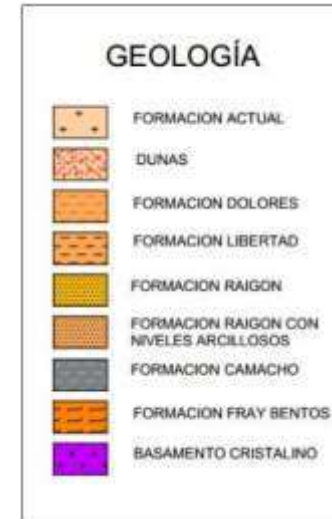 GEOLOGÍA
FORMACION ACTUAL
DUNAS
FORMACION DOLORES
FORMACION LIBERTAD
FORMACION RAIGON
FORMACION RAIGON CON
NIVELES ARCILLOSOS
FORMACION CAMACHO
FORMACION FRAY BENTOS
BASAMENTO CRISTALINO